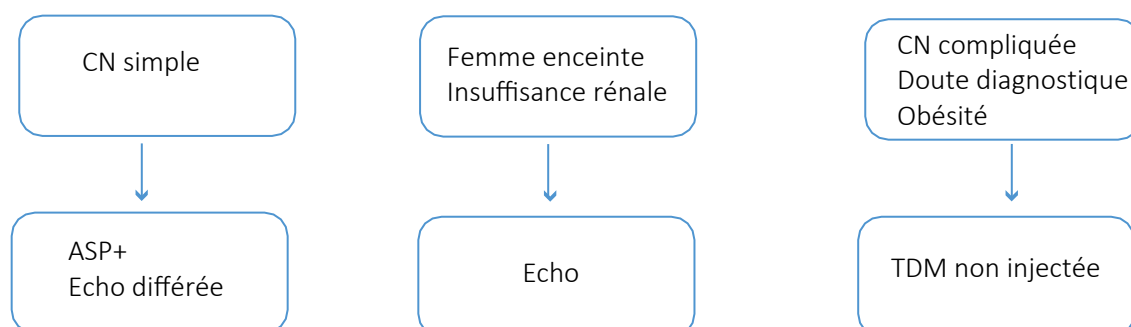 CN simple
Femme enceinte
Insuffisance rénale
CN compliquée
Doute diagnostique
Obésité
ASP+
Echo différée
Echo
TDM non injectée